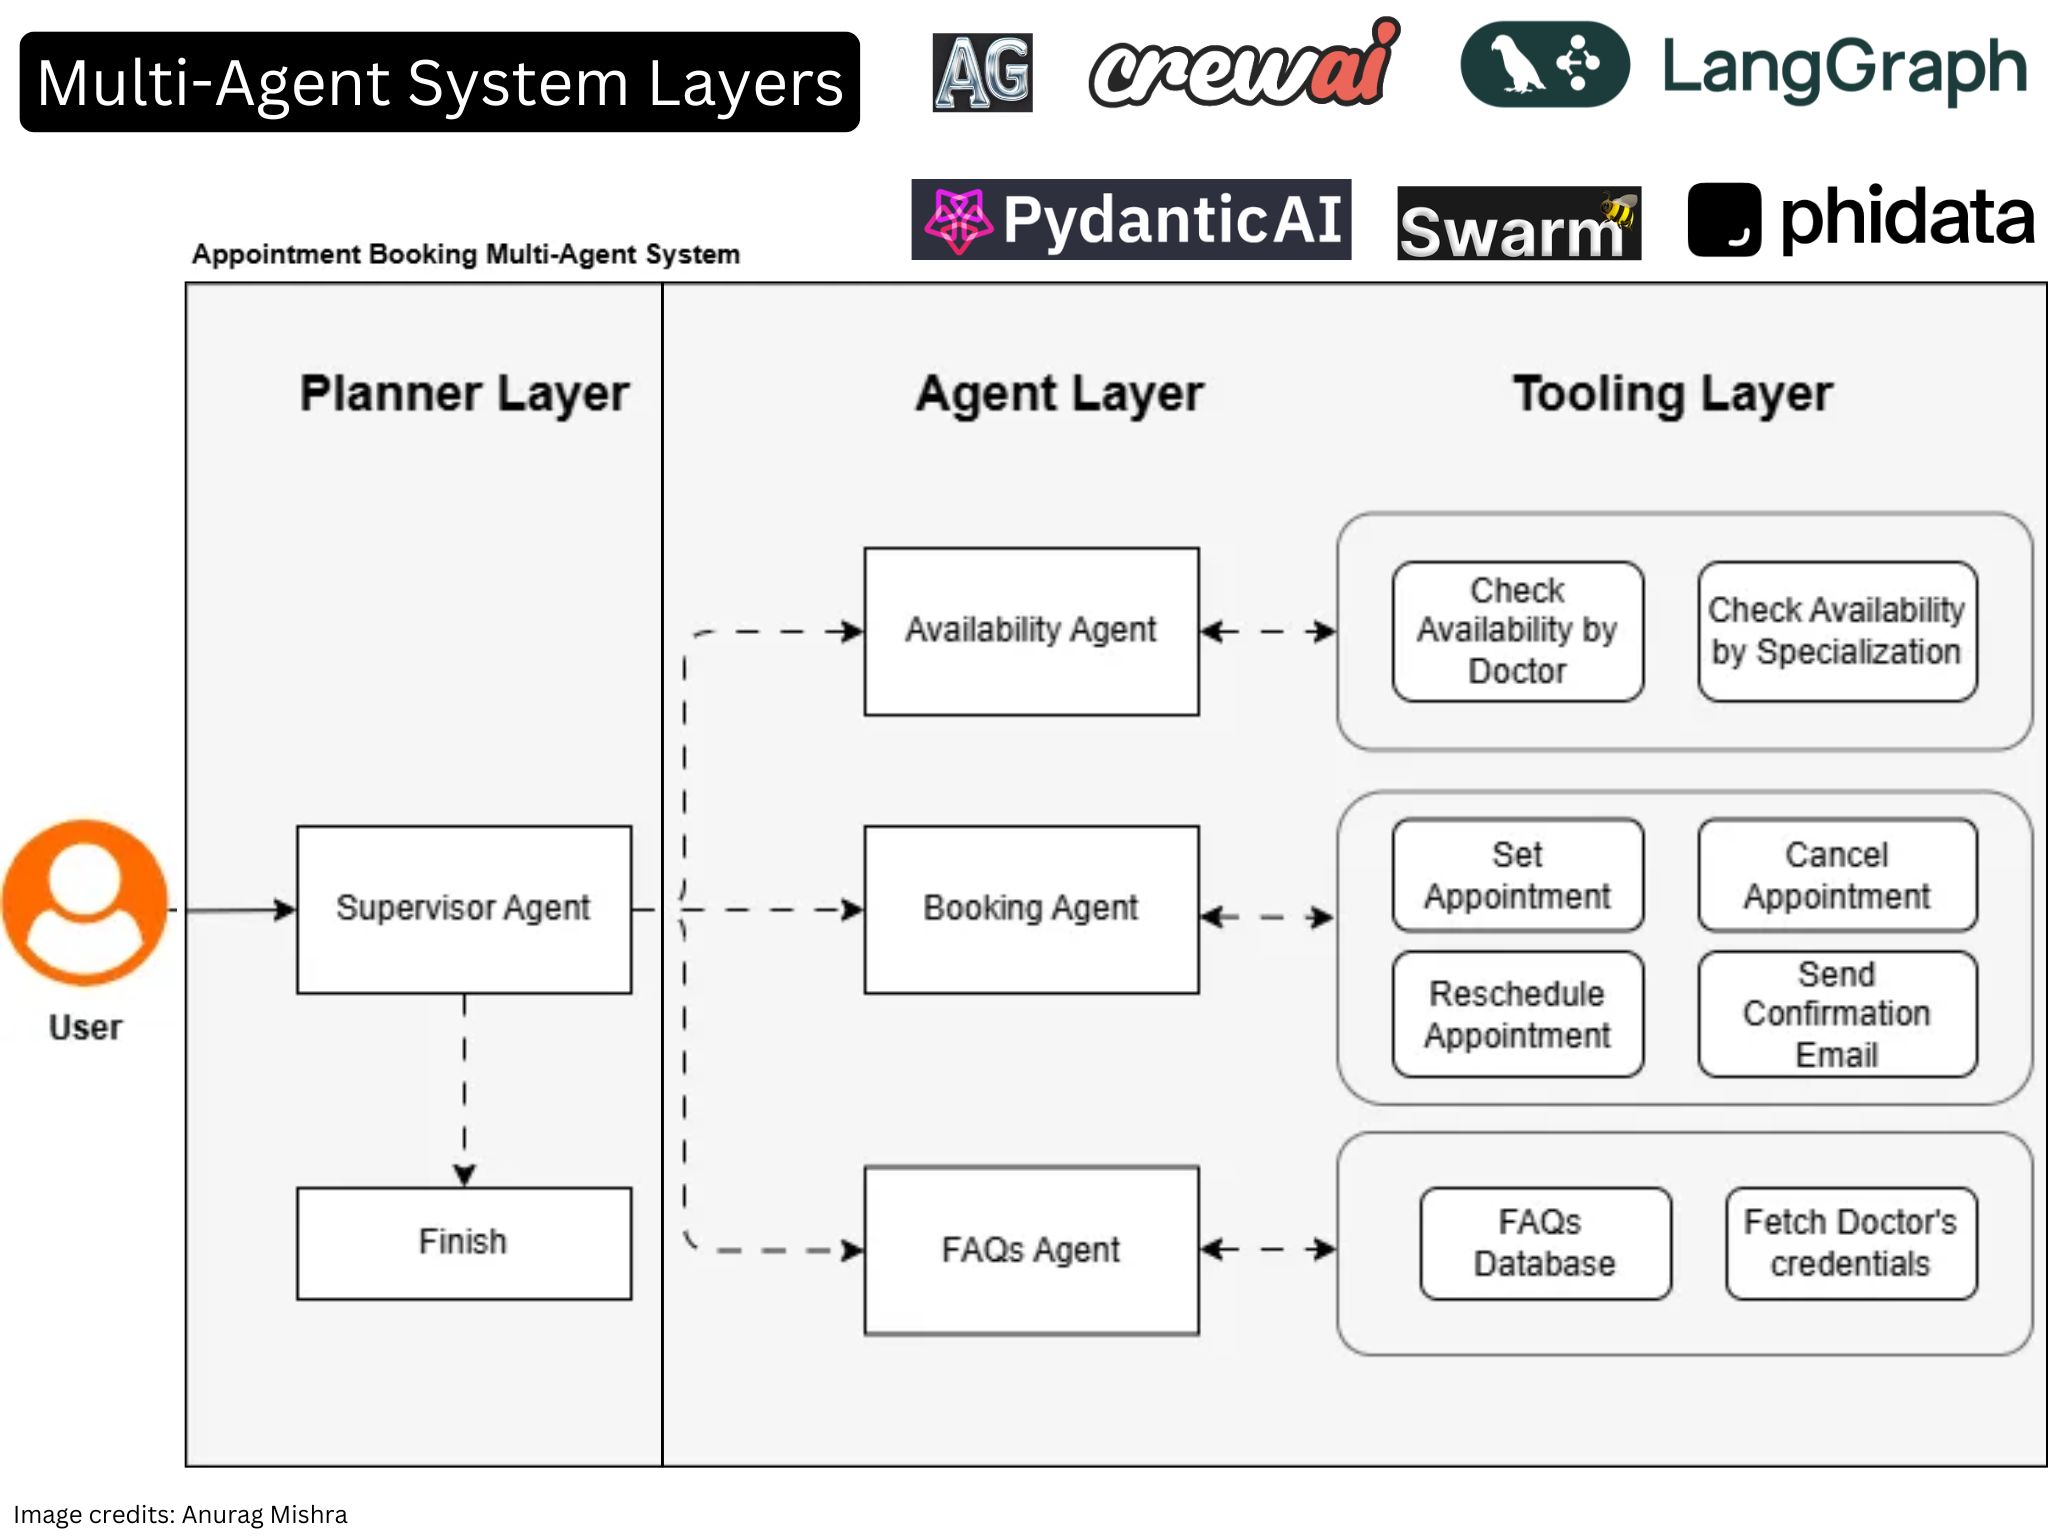 Multi-Agent System Layers
AG
crewai
LangGraph
PydanticAI
Swarm
phidata
Appointment Booking Multi-Agent System
Planner Layer
Agent Layer
Tooling Layer
Availability Agent
Check
Availability by
Doctor
Check Availability
by Specialization
User
Supervisor Agent
Booking Agent
Set
Appointment
Cancel
Appointment
Reschedule
Appointment
Send
Confirmation
Email
Finish
FAQs Agent
FAQs
Database
Fetch Doctor's
credentials
Image credits: Anurag Mishra